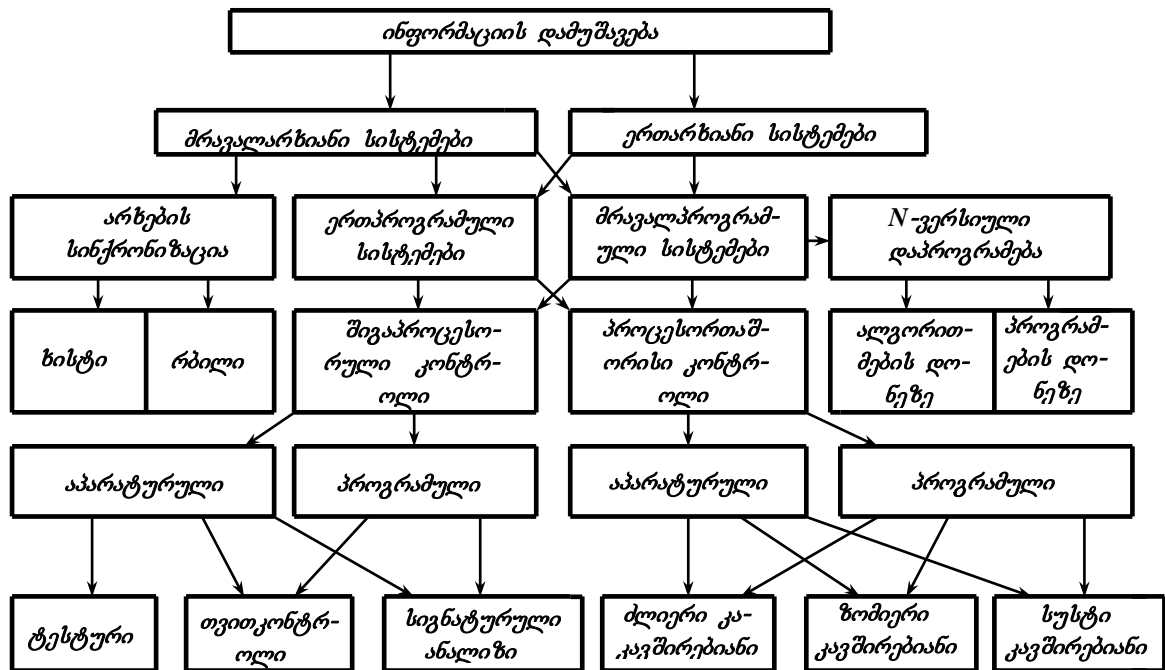 ინფორმაციის დამუშავება
მრავალარხიანი სისტემები
ერთარხიანი სისტემები
არხების
სინქრონიზაცია
ერთპროგრამული
სისტემები
მრავალპროგრამ-
ული სისტემები
N-ვერსიული
დაპროგრამება
ხისტი
რბილი
შიგაპროცესო-
რული კონტრ-
ოლი
პროცესორთაშ-
ორისი კონტრ-
ოლი
ალგორით-
მების დო-
ნეზე
პროგრამ-
ების დო-
ნეზე
აპარატურული
პროგრამული
აპარატურული
პროგრამული
ტესტური
თვითკონტრ-
ოლი
სიგნატურული
ანალიზი
ძლიერი კა-
კავშირებიანი
ზომიერი
კავშირებიანი
სუსტი
კავშირებიანი